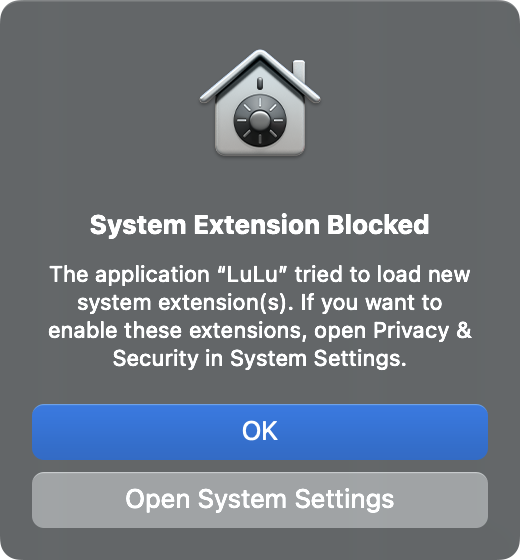 System Extension Blocked
The application “LuLu” tried to load new
system extension(s). If you want to
enable these extensions, open Privacy &
Security in System Settings.
OK
Open System Settings